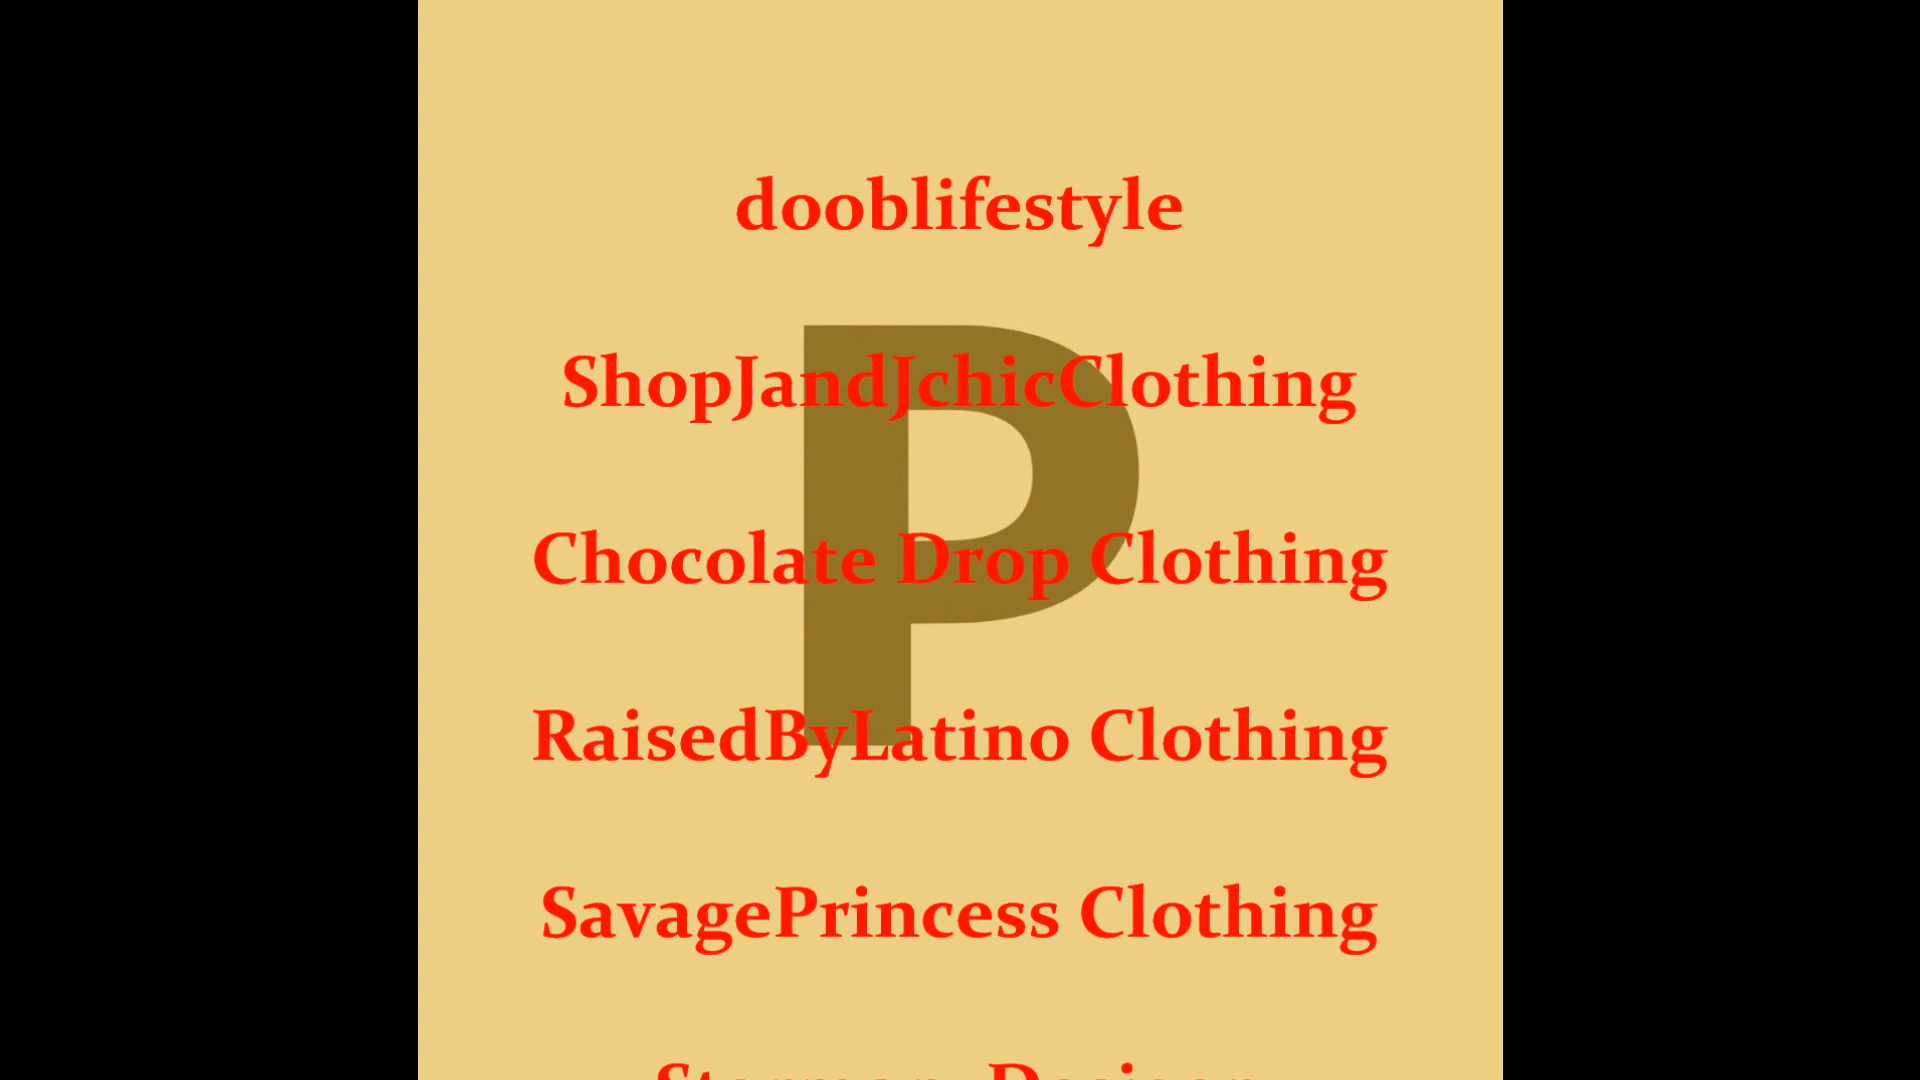 dooblifestyle
P
ShopJandJchicClothing
Chocolate Drop Clothing
RaisedByLatino Clothing
SavagePrincess Clothing